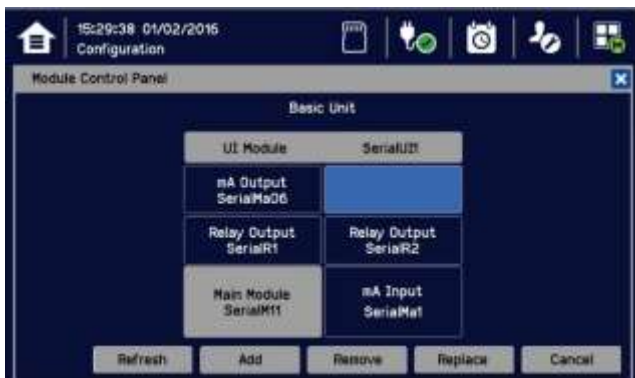 15:29:38 01/02/2016
Configuration
Module Control Panel
Basic Unit
UI Module SerialUI1
mA Output
SerialMaO6
Relay Output Relay Output
SerialR1 SerialR2
Main Module mA Input
SerialM11 SerialMa1
Refresh Add Remove Replace Cancel